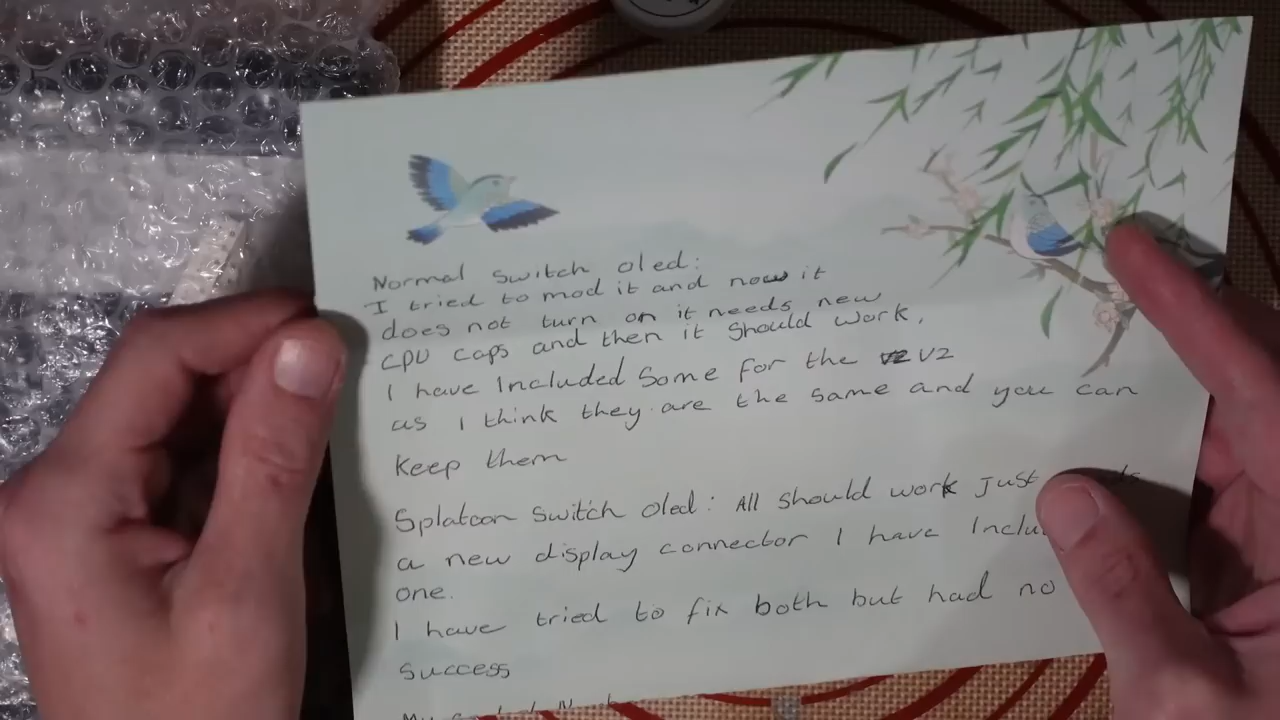 Normal Switch oled:
I tried to mod it and now it
does not turn on it needs new
CPU caps and then it Should work.
I have Included Some for the V2 V2
as I think they are the same and you can
Keep them
Splatoon Switch oled: All Should work Just
a new display connector I have
one.
I have tried to fix both but had no
Success